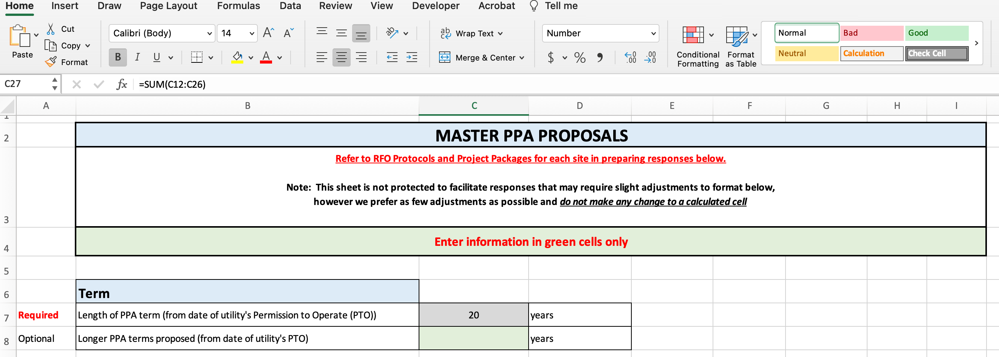 Home Insert Draw Page Layout Formulas Data Review View Developer Acrobat Tell me
Paste
Cut
Copy
Format
Calibri (Body) 14 A A
B I U A
ab Wrap Text
c
Merge & Center
Number
$ % , .0 .00 .00 .0
Conditional Formatting
Format as Table
Normal Bad Good
Neutral Calculation Check Cell
C27 fx =SUM(C12:C26)
A B C D E F G H I
1
2 MASTER PPA PROPOSALS
Refer to RFO Protocols and Project Packages for each site in preparing responses below.
Note: This sheet is not protected to facilitate responses that may require slight adjustments to format below,
however we prefer as few adjustments as possible and do not make any change to a calculated cell
3
4 Enter information in green cells only
5
6 Term
7 Required Length of PPA term (from date of utility's Permission to Operate (PTO)) 20 years
8 Optional Longer PPA terms proposed (from date of utility's PTO) years